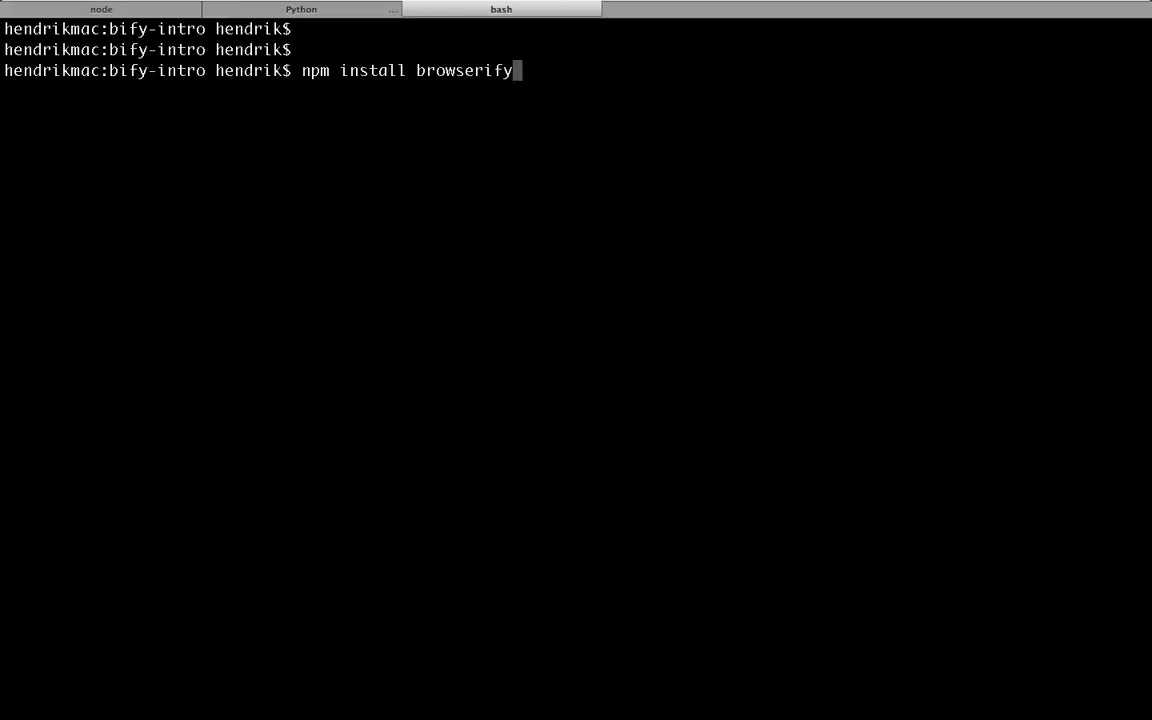 node Python ... bash
hendrikmac:bify-intro hendrik$
hendrikmac:bify-intro hendrik$
hendrikmac:bify-intro hendrik$ npm install browserify